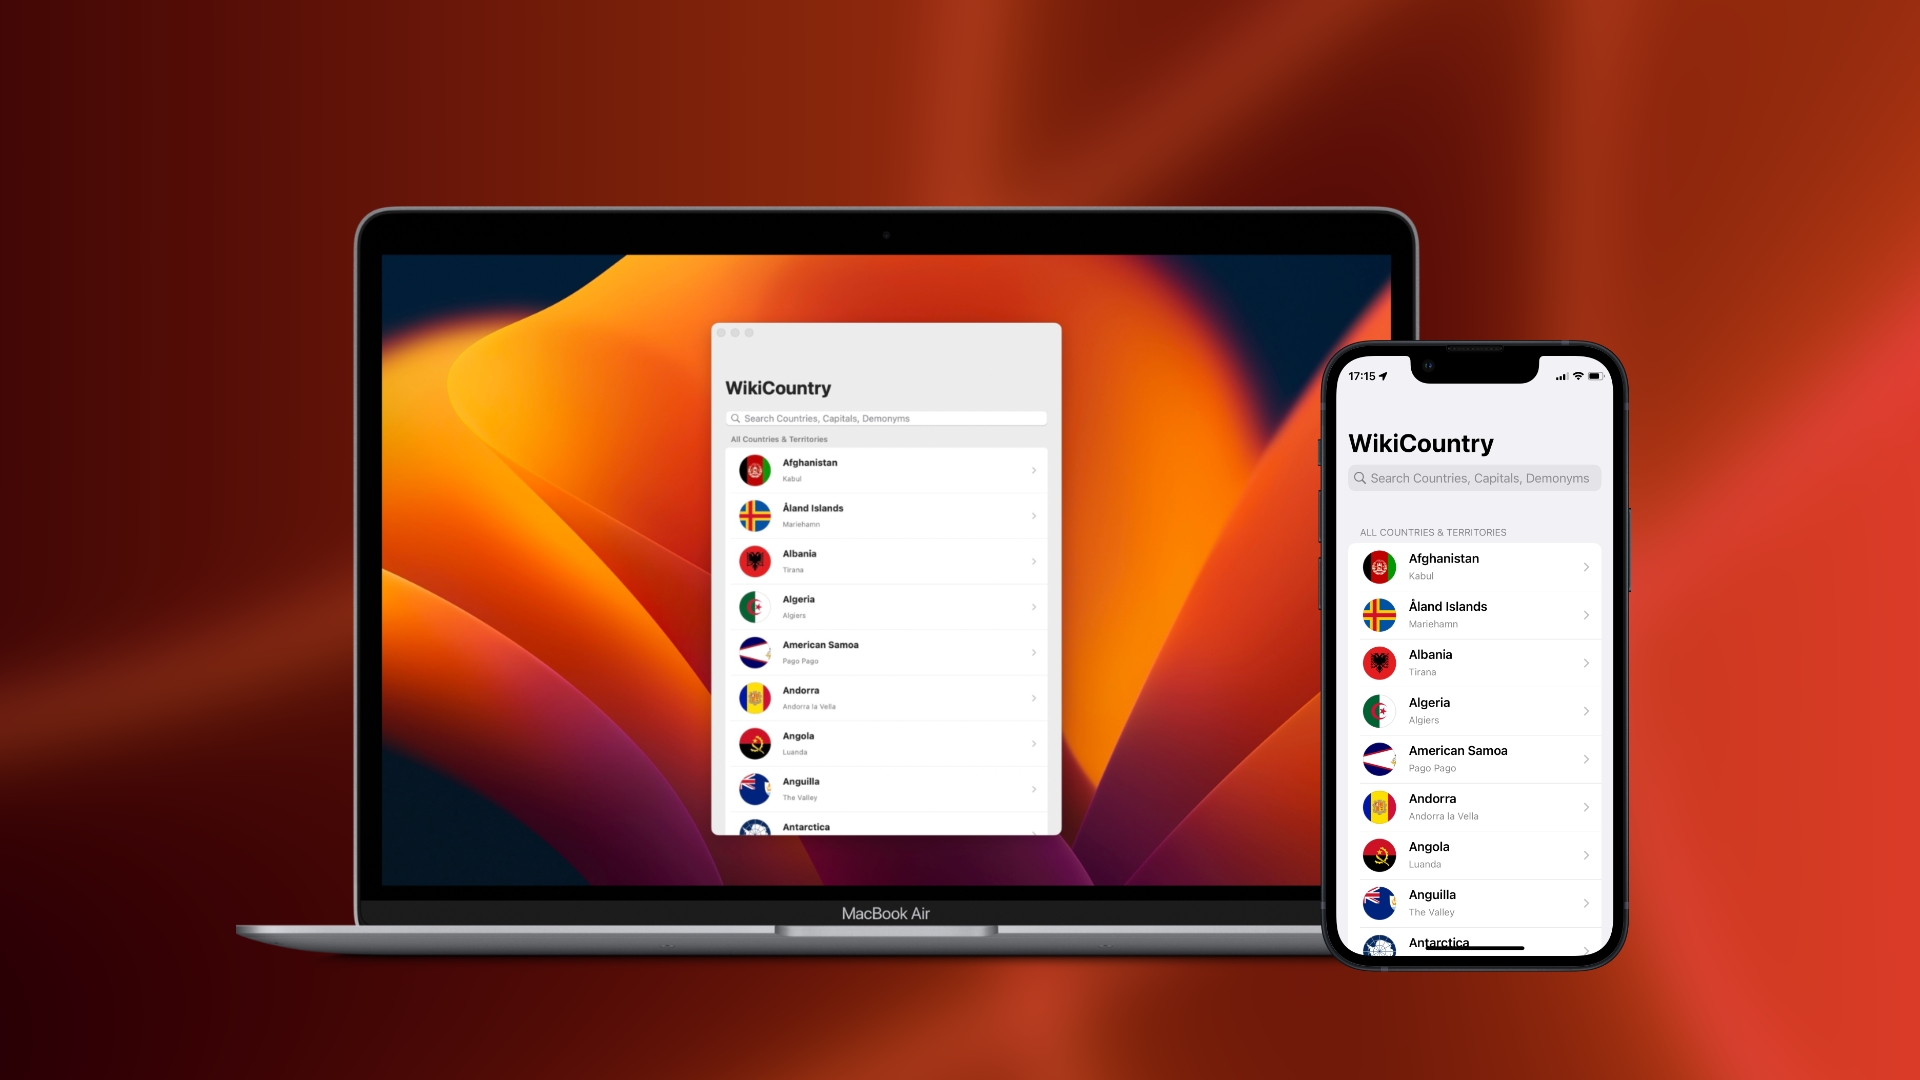 WikiCountry
Search Countries, Capitals, Demonyms
All Countries & Territories
Afghanistan
Kabul
Åland Islands
Mariehamn
Albania
Tirana
Algeria
Algiers
American Samoa
Pago Pago
Andorra
Andorra la Vella
Angola
Luanda
Anguilla
The Valley
Antarctica
MacBook Air
17:15
WikiCountry
Search Countries, Capitals, Demonyms
ALL COUNTRIES & TERRITORIES
Afghanistan
Kabul
Åland Islands
Mariehamn
Albania
Tirana
Algeria
Algiers
American Samoa
Pago Pago
Andorra
Andorra la Vella
Angola
Luanda
Anguilla
The Valley
Antarctica